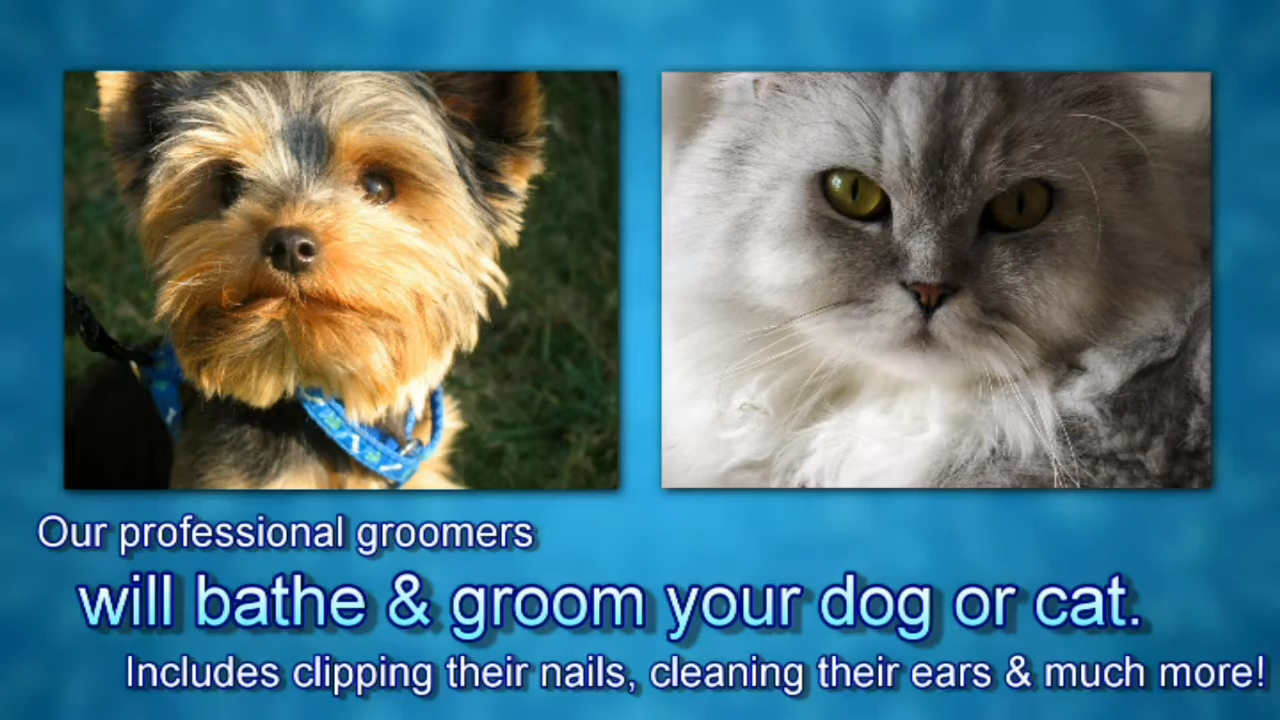 Our professional groomers
will bathe & groom your dog or cat.
Includes clipping their nails, cleaning their ears & much more!